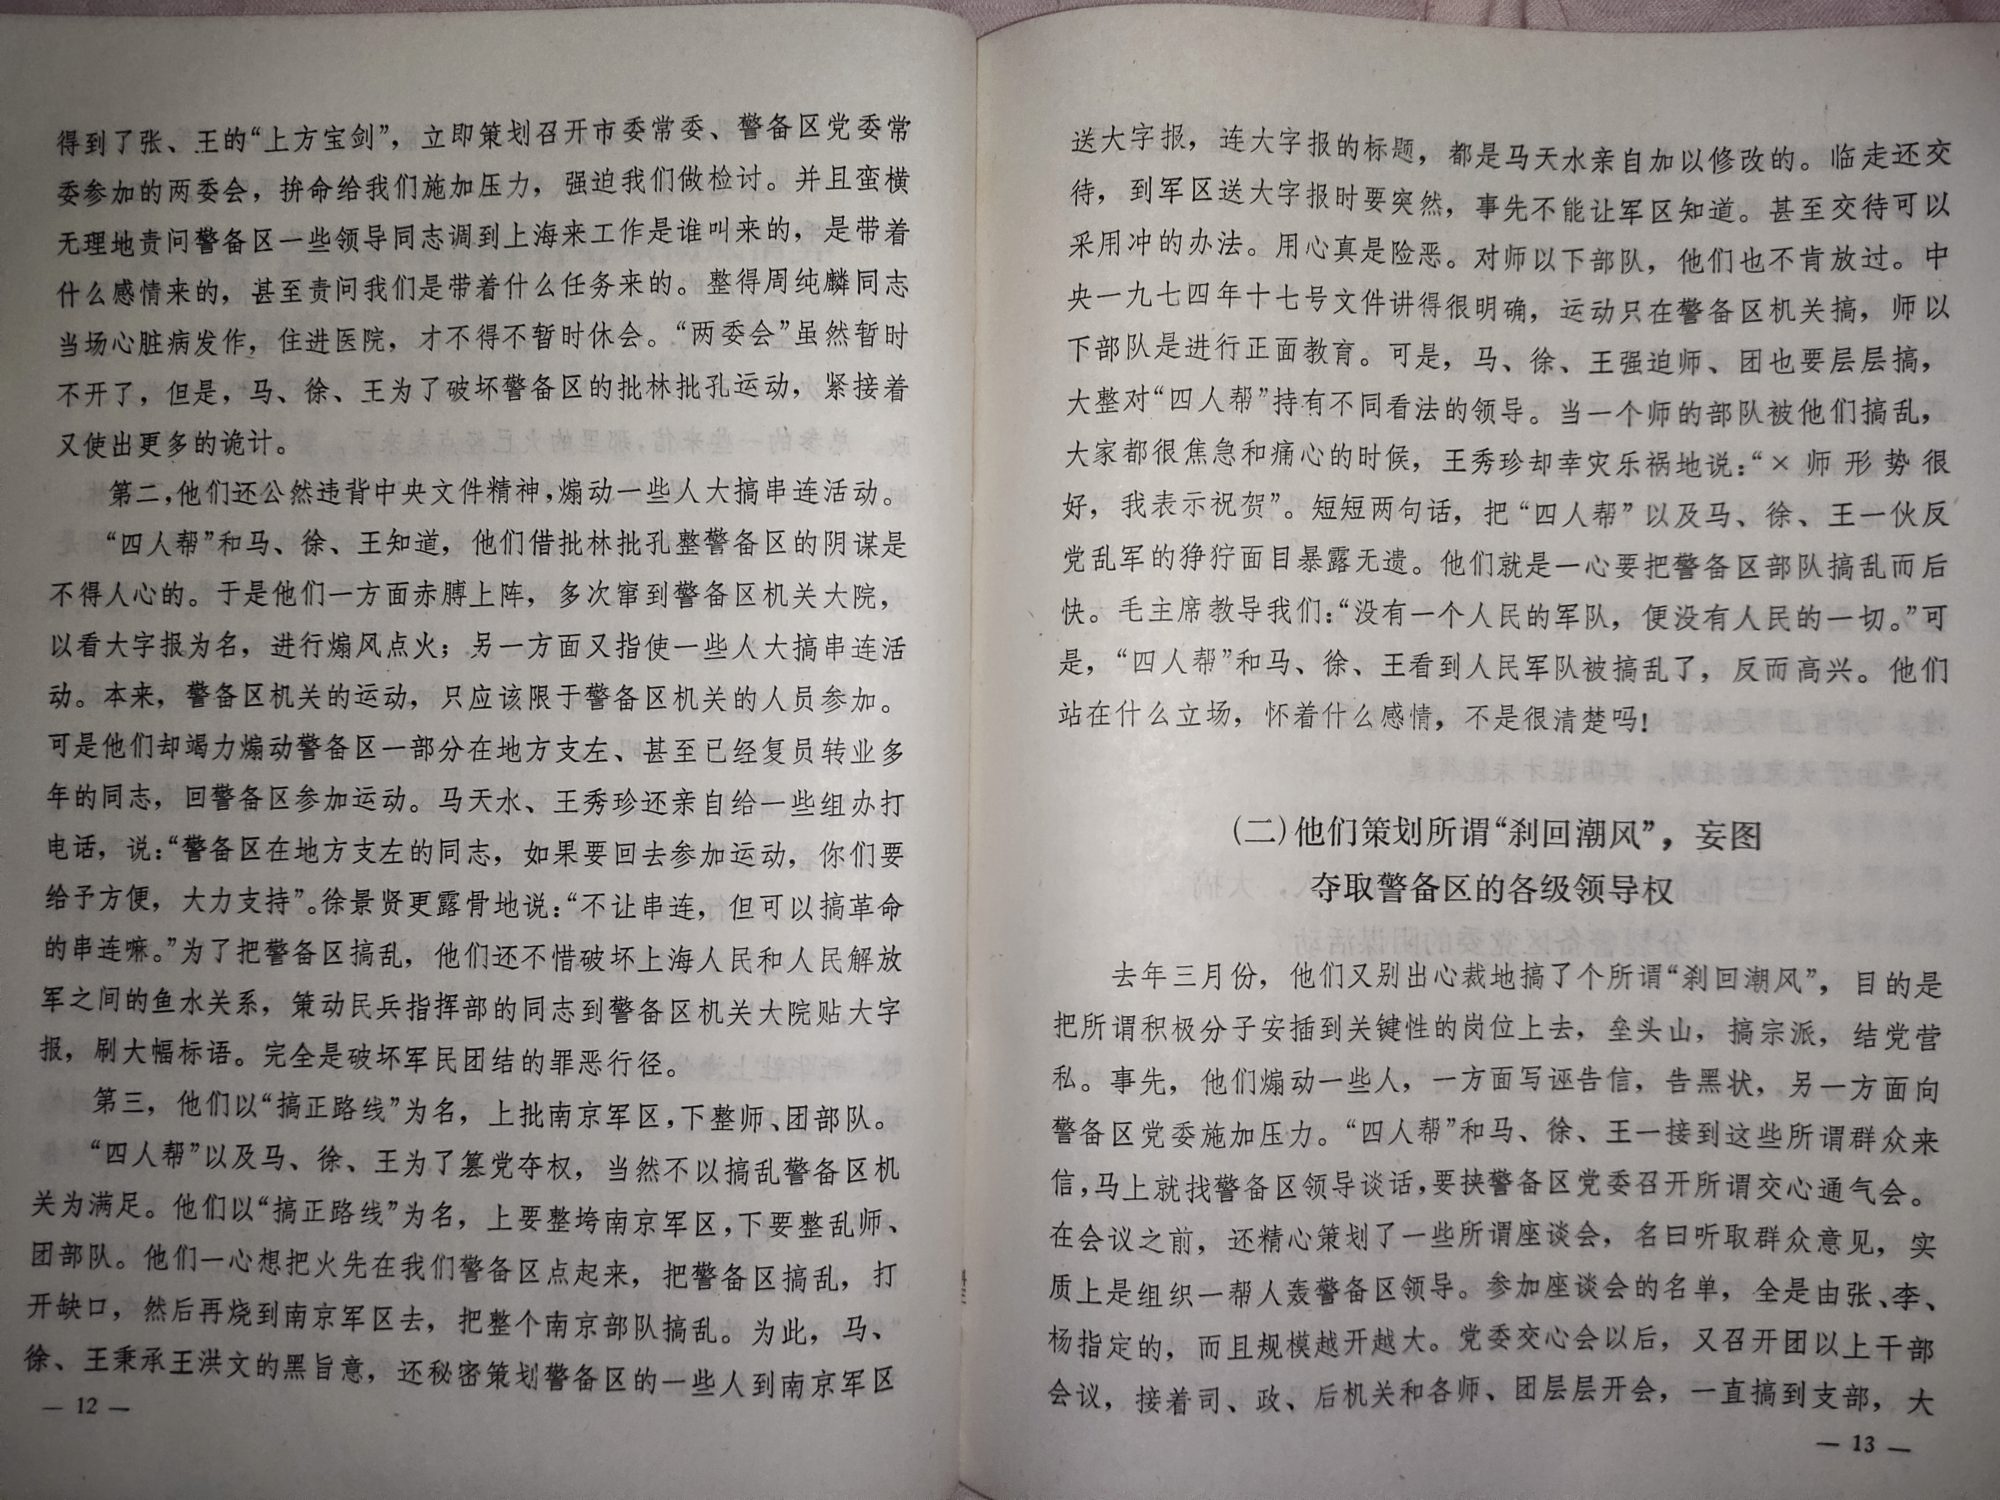 得到了张、王的“上方宝剑”，立即策划召开市委常委、警备区党委常
委参加的两委会，拚命给我们施加压力，强迫我们做检讨。并且蛮横
无理地责问警备区一些领导同志调到上海来工作是谁叫来的，是带着
什么感情来的，甚至责问我们是带着什么任务来的。整得周纯麟同志
当场心脏病发作，住进医院，才不得不暂时休会。“两委会”虽然暂时
不开了，但是，马、徐、王为了破坏警备区的批林批孔运动，紧接着
又使出更多的诡计。
第二，他们还公然违背中央文件精神，煽动一些人大搞串连活动。
“四人帮”和马、徐、王知道，他们借批林批孔整警备区的阴谋是
不得人心的。于是他们一方面赤膊上阵，多次窜到警备区机关大院，
以看大字报为名，进行煽风点火；另一方面又指使一些人大搞串连活
动。本来，警备区机关的运动，只应该限于警备区机关的人员参加。
可是他们却竭力煽动警备区一部分在地方支左、甚至已经复员转业多
年的同志，回警备区参加运动。马天水、王秀珍还亲自给一些组办打
电话，说：“警备区在地方支左的同志，如果要回去参加运动，你们要
给予方便，大力支持”。徐景贤更露骨地说：“不让串连，但可以搞革命
的串连嘛。”为了把警备区搞乱，他们还不惜破坏上海人民和人民解放
军之间的鱼水关系，策动民兵指挥部的同志到警备区机关大院贴大字
报，刷大幅标语。完全是破坏军民团结的罪恶行径。
第三，他们以“搞正路线”为名，上批南京军区，下整师、团部队。
“四人帮”以及马、徐、王为了篡党夺权，当然不以搞乱警备区机
关为满足。他们以“搞正路线”为名，上要整垮南京军区，下要整乱师、
团部队。他们一心想把火先在我们警备区点起来，把警备区搞乱，打
开缺口，然后再烧到南京军区去，把整个南京部队搞乱。为此，马、
徐、王秉承王洪文的黑旨意，还秘密策划警备区的一些人到南京军区
— 12 —
送大字报，连大字报的标题，都是马天水亲自加以修改的。临走还交
待，到军区送大字报时要突然，事先不能让军区知道。甚至交待可以
采用冲的办法。用心真是险恶。对师以下部队，他们也不肯放过。中
央一九七四年十七号文件讲得很明确，运动只在警备区机关搞，师以
下部队是进行正面教育。可是，马、徐、王强迫师、团也要层层搞，
大整对“四人帮”持有不同看法的领导。当一个师的部队被他们搞乱，
大家都很焦急和痛心的时候，王秀珍却幸灾乐祸地说：“×师形势很
好，我表示祝贺”。短短两句话，把“四人帮”以及马、徐、王一伙反
党乱军的狰狞面目暴露无遗。他们就是一心要把警备区部队搞乱而后
快。毛主席教导我们：“没有一个人民的军队，便没有人民的一切。”可
是，“四人帮”和马、徐、王看到人民军队被搞乱了，反而高兴。他们
站在什么立场，怀着什么感情，不是很清楚吗！
（二）他们策划所谓“刹回潮风”，妄图
夺取警备区的各级领导权
去年三月份，他们又别出心裁地搞了个所谓“刹回潮风”，目的是
把所谓积极分子安插到关键性的岗位上去，垒头山，搞宗派，结党营
私。事先，他们煽动一些人，一方面写诬告信，告黑状，另一方面向
警备区党委施加压力。“四人帮”和马、徐、王一接到这些所谓群众来
信，马上就找警备区领导谈话，要挟警备区党委召开所谓交心通气会。
在会议之前，还精心策划了一些所谓座谈会，名曰听取群众意见，实
质上是组织一帮人轰警备区领导。参加座谈会的名单，全是由张、李、
杨指定的，而且规模越开越大。党委交心会以后，又召开团以上干部
会议，接着司、政、后机关和各师、团层层开会，一直搞到支部，大
— 13 —